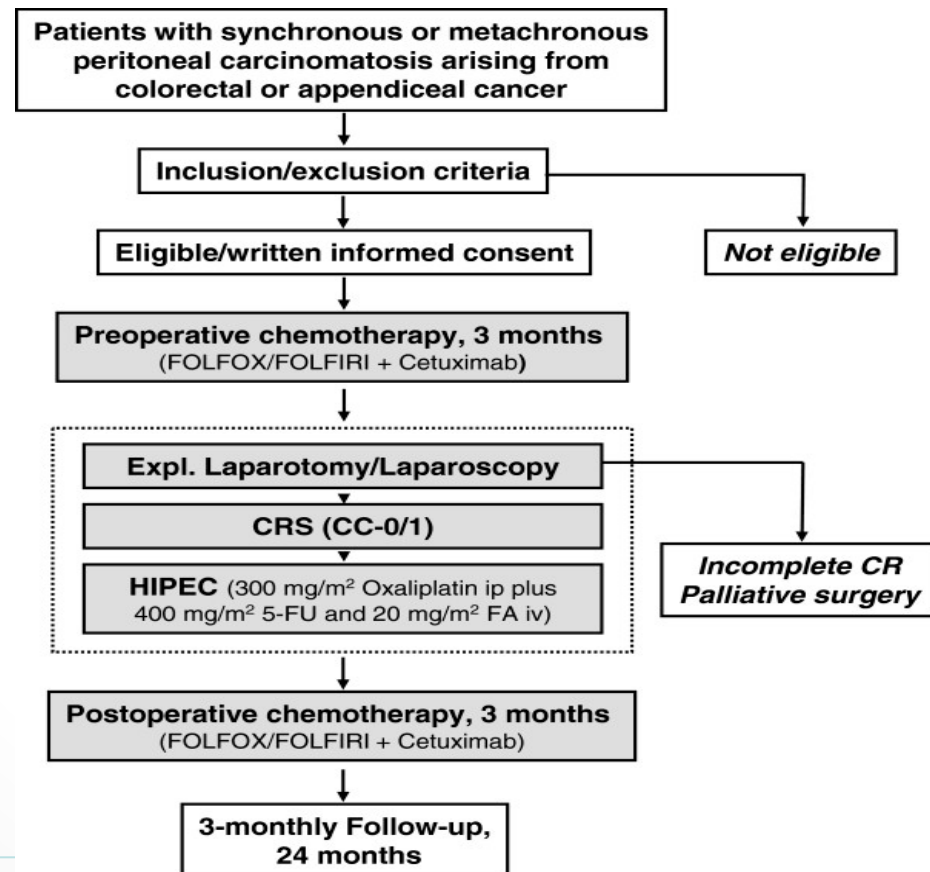 Patients with synchronous or metachronous
peritoneal carcinomatosis arising from
colorectal or appendiceal cancer
Inclusion/exclusion criteria
Eligible/written informed consent
Not eligible
Preoperative chemotherapy, 3 months
(FOLFOX/FOLFIRI + Cetuximab)
Expl. Laparotomy/Laparoscopy
CRS (CC-0/1)
HIPEC (300 mg/m² Oxaliplatin ip plus
400 mg/m² 5-FU and 20 mg/m² FA iv)
Incomplete CR
Palliative surgery
Postoperative chemotherapy, 3 months
(FOLFOX/FOLFIRI + Cetuximab)
3-monthly Follow-up,
24 months